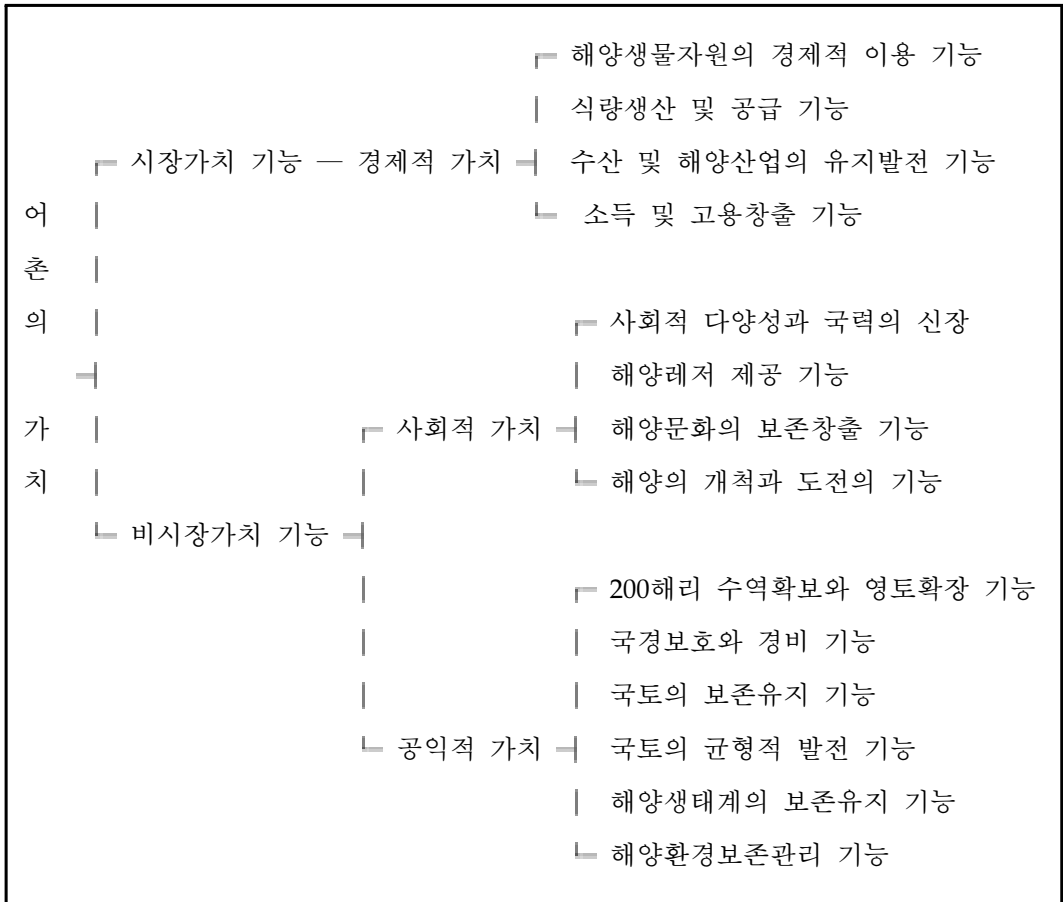 해양생물자원의 경제적 이용 기능
식량생산 및 공급 기능
시장가치 기능 — 경제적 가치 수산 및 해양산업의 유지발전 기능
어 소득 및 고용창출 기능
촌
의 사회적 다양성과 국력의 신장
해양레저 제공 기능
가 사회적 가치 해양문화의 보존창출 기능
치 해양의 개척과 도전의 기능
비시장가치 기능
200해리 수역확보와 영토확장 기능
국경보호와 경비 기능
국토의 보존유지 기능
공익적 가치 국토의 균형적 발전 기능
해양생태계의 보존유지 기능
해양환경보존관리 기능